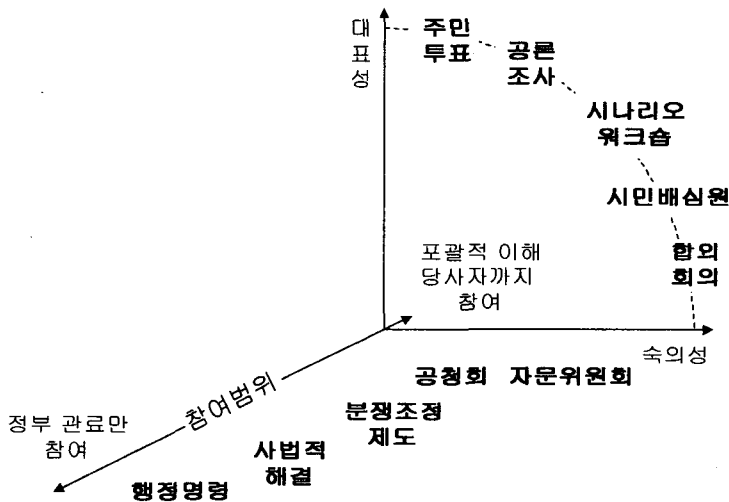 대표성
주민
투표
공론
조사
시나리오
워크숍
시민배심원
합의
회의
포괄적 이해
당사자까지
참여
숙의성
공청회 자문위원회
분쟁조정
제도
참여범위
정부 관료만
참여
사법적
해결
행정명령